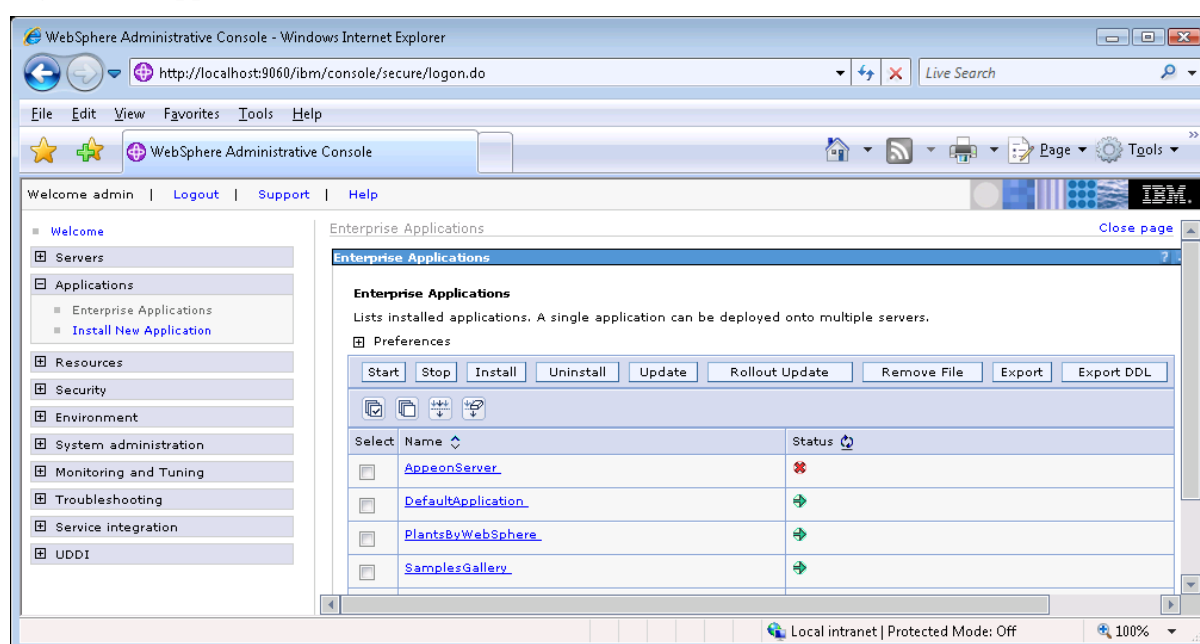 WebSphere Administrative Console - Windows Internet Explorer
http://localhost:9060/ibm/console/secure/logon.do
Live Search
File Edit View Favorites Tools Help
WebSphere Administrative Console
Page Tools
Welcome admin | Logout | Support | Help
IBM.
Welcome
Servers
Applications
Enterprise Applications
Install New Application
Resources
Security
Environment
System administration
Monitoring and Tuning
Troubleshooting
Service integration
UDDI
Enterprise Applications
Close page
Enterprise Applications
?
Enterprise Applications
Lists installed applications. A single application can be deployed onto multiple servers.
Preferences
Start Stop Install Uninstall Update Rollout Update Remove File Export Export DDL
Select Name Status
AppeonServer
DefaultApplication
PlantsByWebSphere
SamplesGallery
Local intranet | Protected Mode: Off
100%